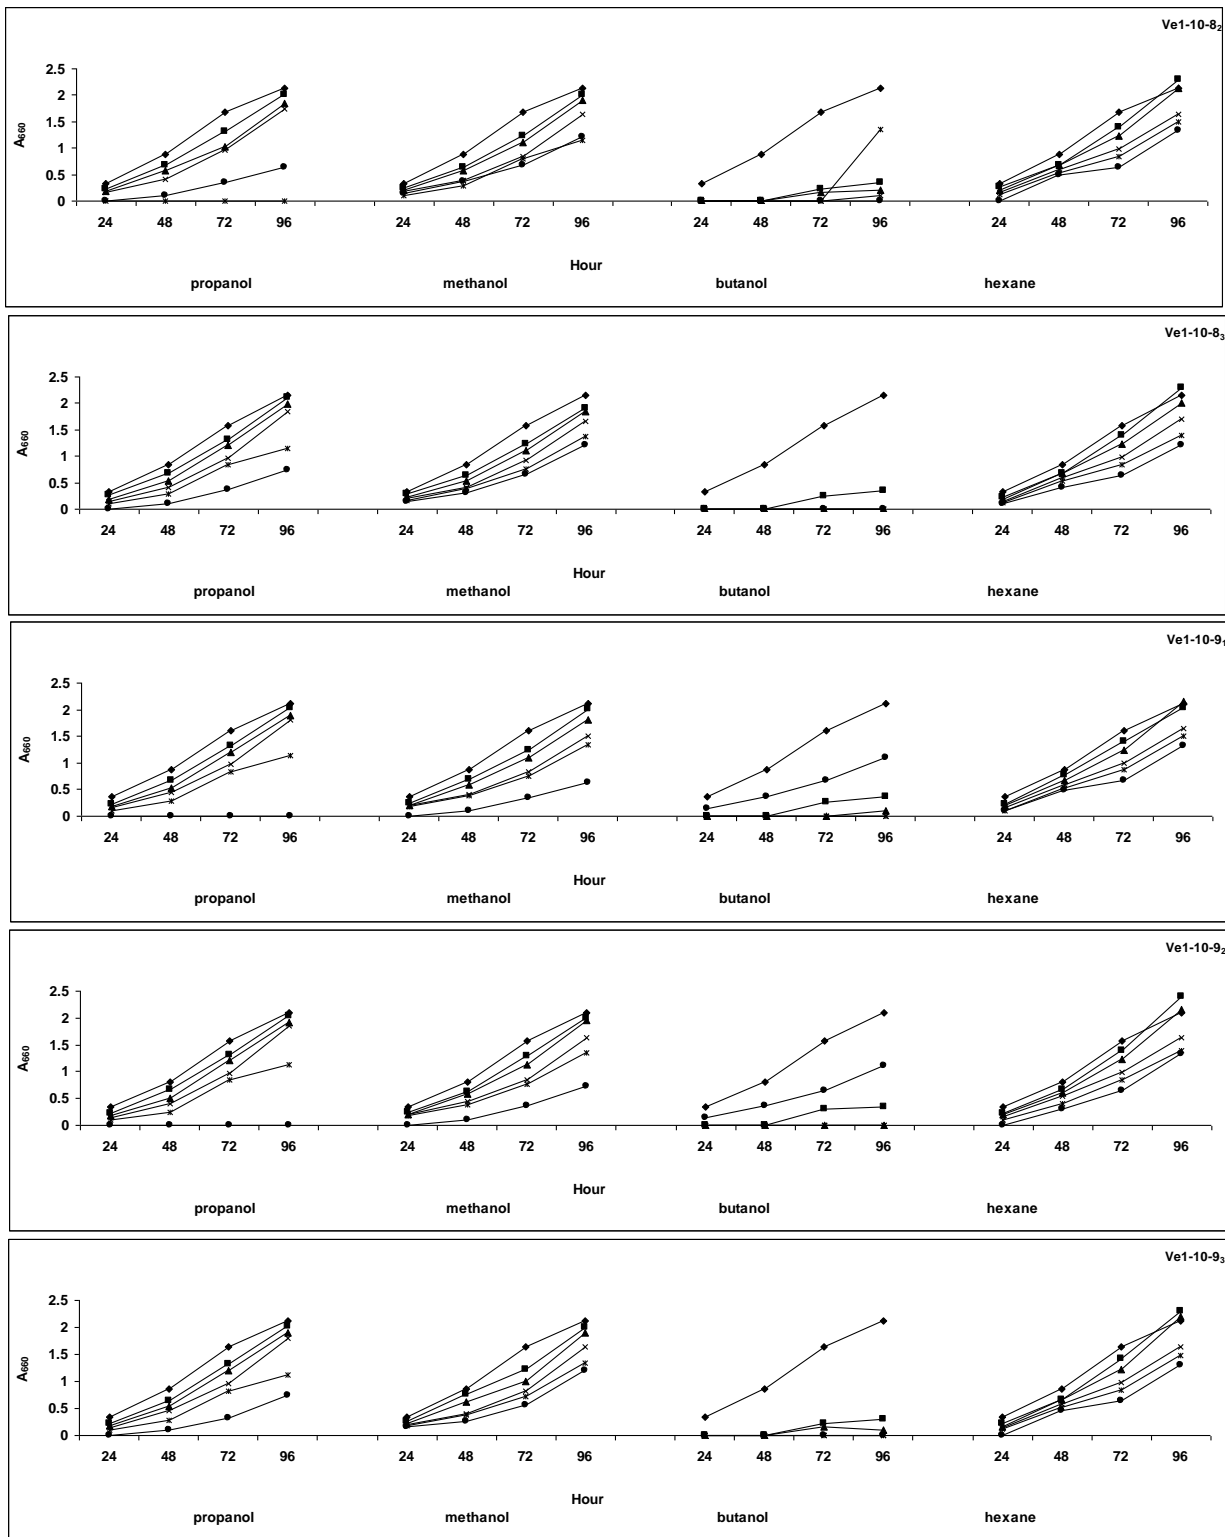 Ve1-10-8₂
2.5
2
1.5
1
0.5
0
A₆₆₀
24 48 72 96 24 48 72 96 24 48 72 96 24 48 72 96
Hour
propanol methanol butanol hexane
Ve1-10-8₃
2.5
2
1.5
1
0.5
0
A₆₆₀
24 48 72 96 24 48 72 96 24 48 72 96 24 48 72 96
Hour
propanol methanol butanol hexane
Ve1-10-9₁
2.5
2
1.5
1
0.5
0
A₆₆₀
24 48 72 96 24 48 72 96 24 48 72 96 24 48 72 96
Hour
propanol methanol butanol hexane
Ve1-10-9₂
2.5
2
1.5
1
0.5
0
A₆₆₀
24 48 72 96 24 48 72 96 24 48 72 96 24 48 72 96
Hour
propanol methanol butanol hexane
Ve1-10-9₃
2.5
2
1.5
1
0.5
0
A₆₆₀
24 48 72 96 24 48 72 96 24 48 72 96 24 48 72 96
Hour
propanol methanol butanol hexane